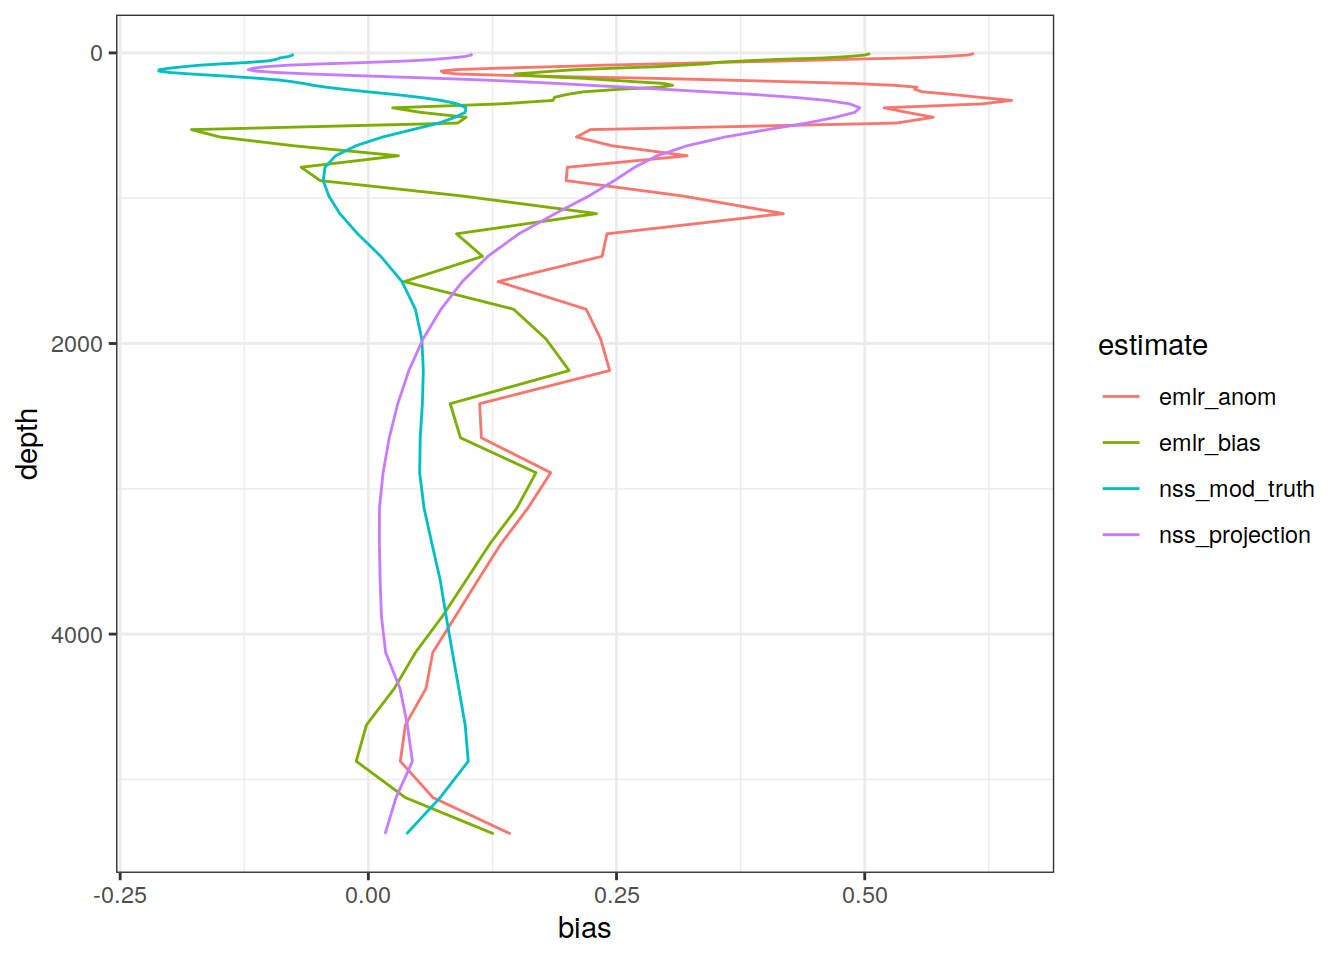 0
2000
4000
depth
-0.25
0.00
0.25
0.50
bias
estimate
emlr_anom
emlr_bias
nss_mod_truth
nss_projection